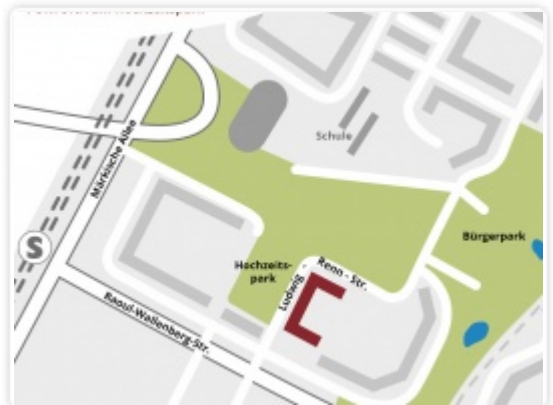 Schule
Märkische Allee
Bürgerpark
S
Hochzeits-
park
Renn - Str.
Ludwig -
Raoul-Wallenberg-Str.